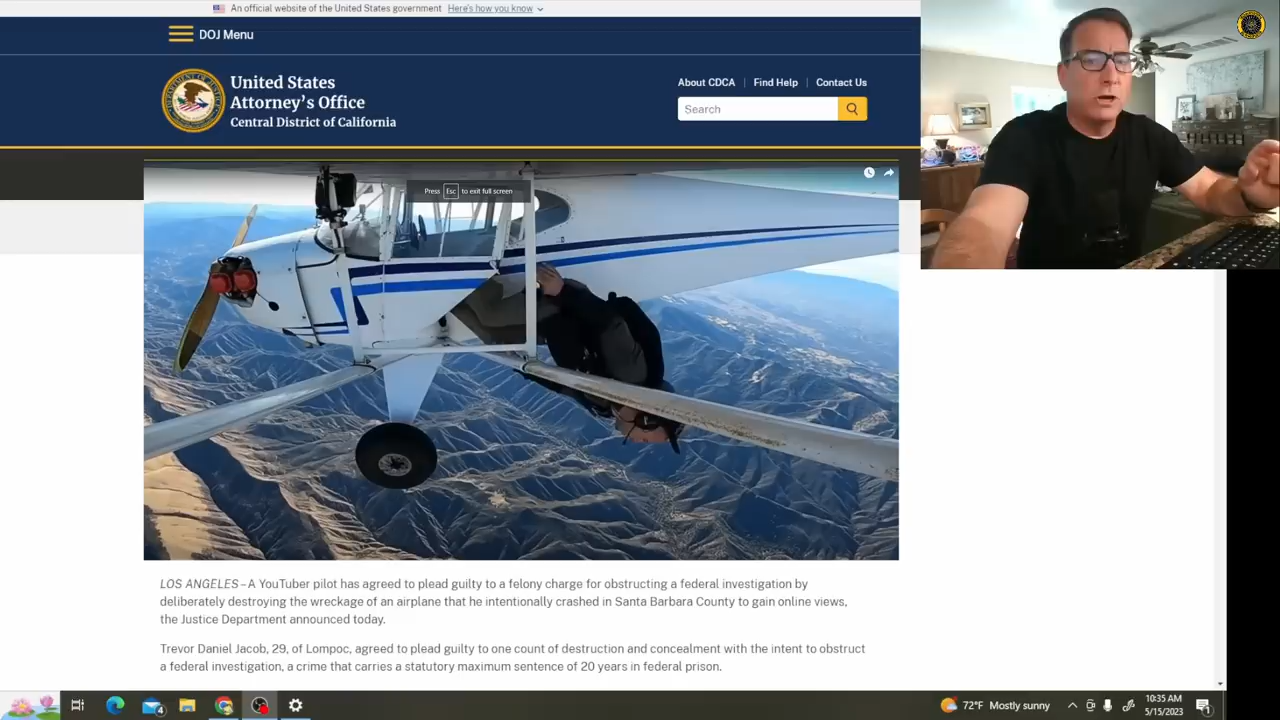 An official website of the United States government Here's how you know
DOJ Menu
United States
Attorney's Office
Central District of California
About CDCA | Find Help | Contact Us
Search
Press Esc to exit full screen
LOS ANGELES – A YouTuber pilot has agreed to plead guilty to a felony charge for obstructing a federal investigation by
deliberately destroying the wreckage of an airplane that he intentionally crashed in Santa Barbara County to gain online views,
the Justice Department announced today.
Trevor Daniel Jacob, 29, of Lompoc, agreed to plead guilty to one count of destruction and concealment with the intent to obstruct
a federal investigation, a crime that carries a statutory maximum sentence of 20 years in federal prison.
4
72°F Mostly sunny
10:35 AM
5/15/2023
1